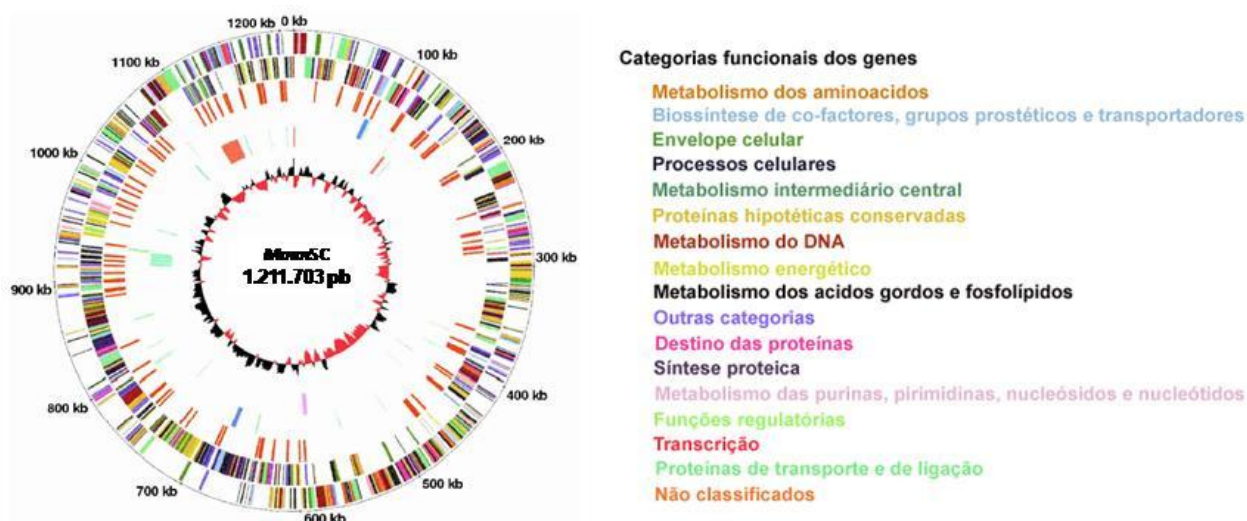 1200 kb
0 kb
100 kb
200 kb
300 kb
400 kb
500 kb
600 kb
700 kb
800 kb
900 kb
1000 kb
1100 kb
MmmSC
1.211.703 pb
Categorias funcionais dos genes
Metabolismo dos aminoacidos
Biossíntese de co-factores, grupos prostéticos e transportadores
Envelope celular
Processos celulares
Metabolismo intermediário central
Proteínas hipotéticas conservadas
Metabolismo do DNA
Metabolismo energético
Metabolismo dos acidos gordos e fosfolípidos
Outras categorias
Destino das proteínas
Síntese proteica
Metabolismo das purinas, pirimidinas, nucleósidos e nucleótidos
Funções regulatórias
Transcrição
Proteinas de transporte e de ligação
Não classificados